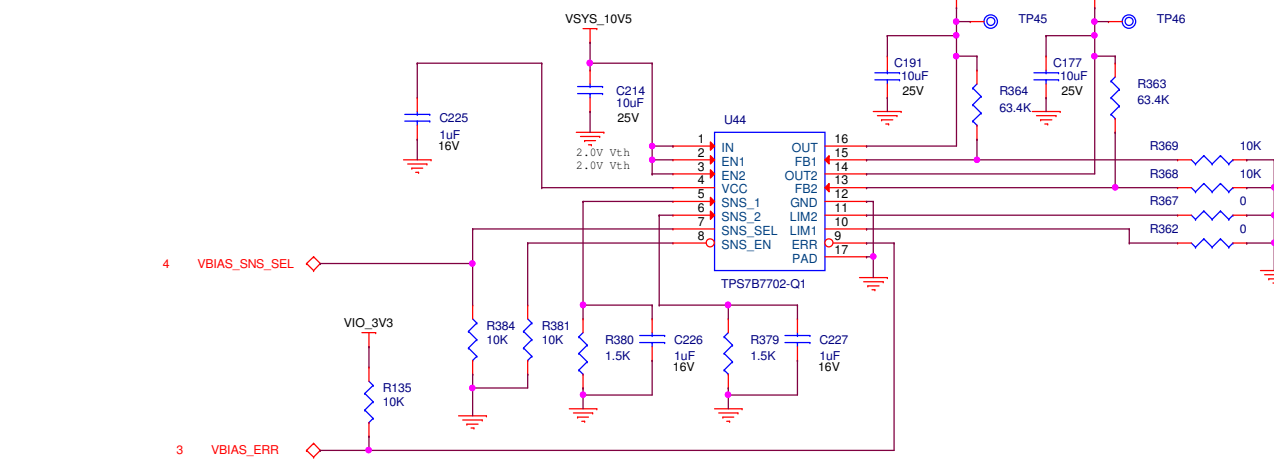 VSYS_10V5
TP45
TP46
C191
10uF
25V
C177
10uF
25V
R364
63.4K
R363
63.4K
C214
10uF
25V
C225
1uF
16V
2.0V Vth
2.0V Vth
U44
1 IN OUT 16
2 EN1 FB1 15
3 EN2 OUT2 14
4 VCC FB2 13
5 SNS_1 GND 12
6 SNS_2 LIM2 11
7 SNS_SEL LIM1 10
8 SNS_EN ERR 9
PAD 17
TPS7B7702-Q1
R369 10K
R368 10K
R367 0
R362 0
4 VBIAS_SNS_SEL
VIO_3V3
R384
10K
R381
10K
R380
1.5K
C226
1uF
16V
R379
1.5K
C227
1uF
16V
R135
10K
3 VBIAS_ERR